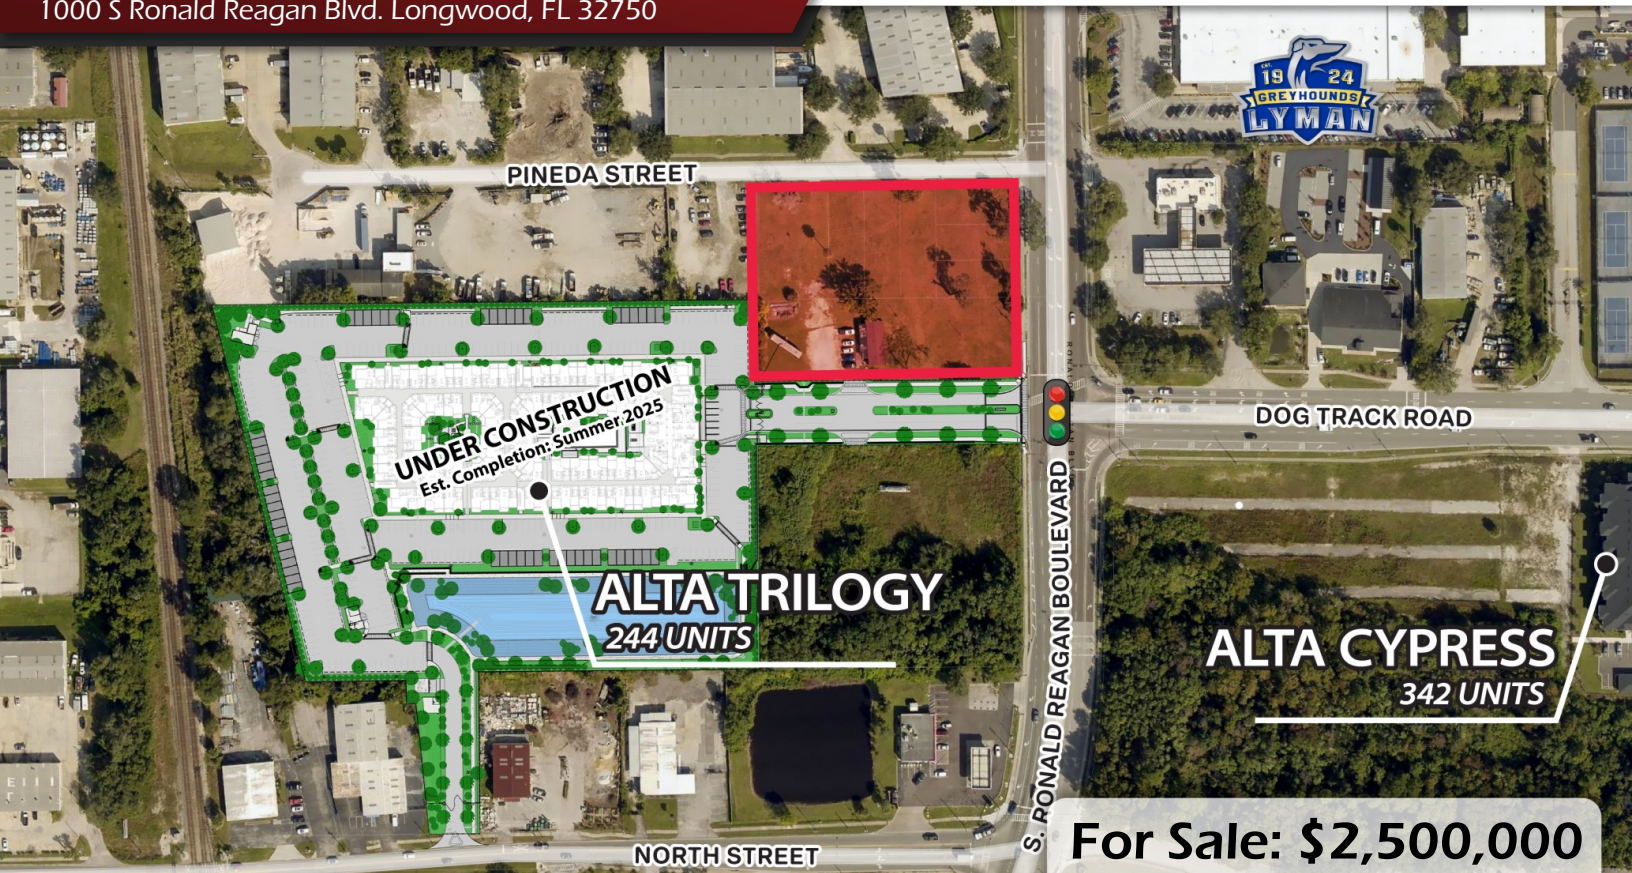 1000 S Ronald Reagan Blvd. Longwood, FL 32750
EST.
19 24
GREYHOUNDS
LYMAN
PINEDA STREET
UNDER CONSTRUCTION
Est. Completion: Summer 2025
DOG TRACK ROAD
S. RONALD REAGAN BOULEVARD
ALTA TRILOGY
244 UNITS
ALTA CYPRESS
342 UNITS
NORTH STREET
For Sale: $2,500,000